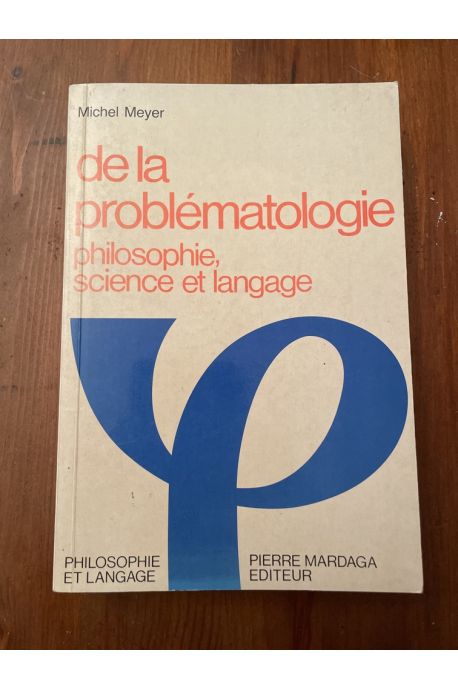 Michel Meyer
de la
problématologie
philosophie,
science et langage
φ
PHILOSOPHIE
ET LANGAGE
PIERRE MARDAGA
EDITEUR